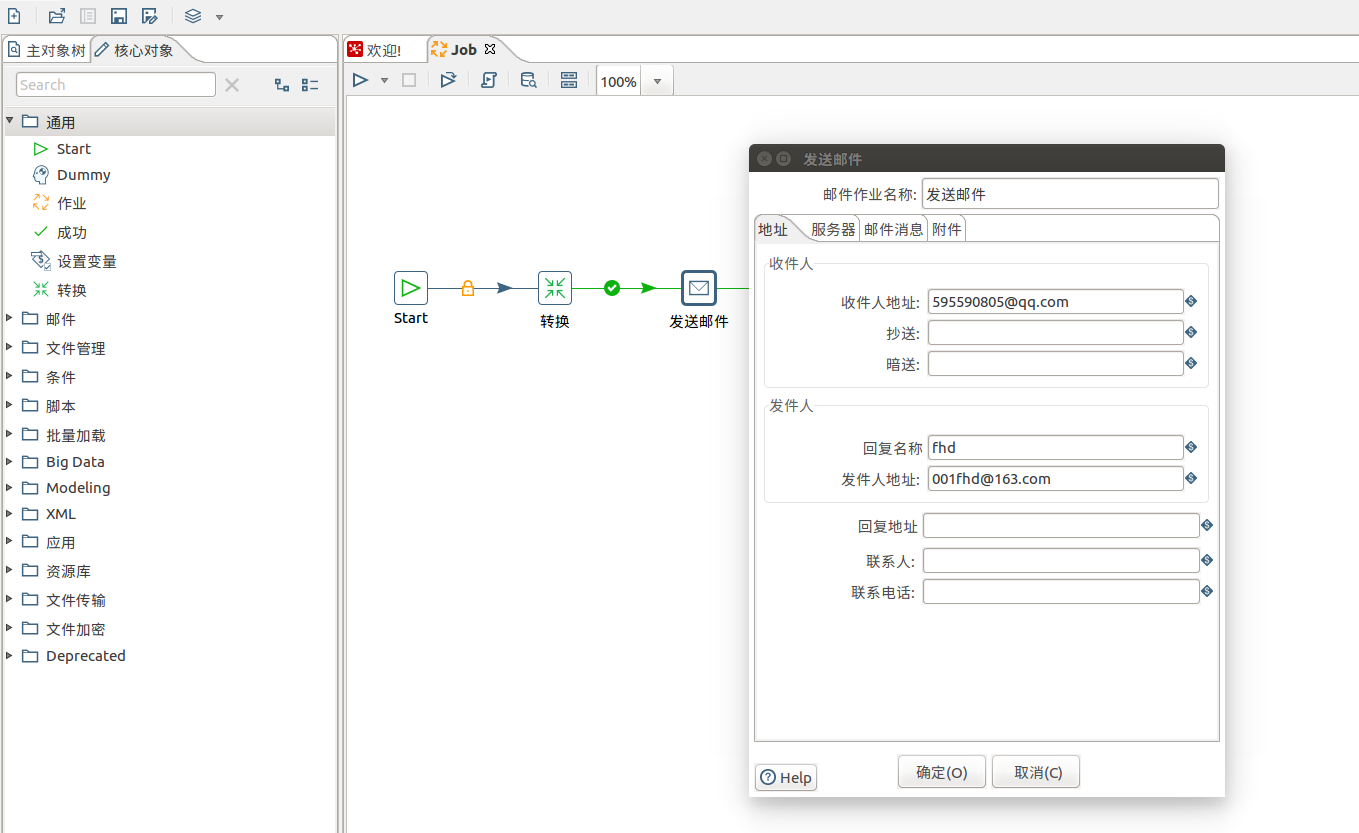 主对象树
核心对象
Search
通用
Start
Dummy
作业
成功
设置变量
转换
邮件
文件管理
条件
脚本
批量加载
Big Data
Modeling
XML
应用
资源库
文件传输
文件加密
Deprecated
欢迎!
Job
100%
Start
转换
发送邮件
发送邮件
邮件作业名称: 发送邮件
地址 服务器 邮件消息 附件
收件人
收件人地址: 595590805@qq.com
抄送:
暗送:
发件人
回复名称 fhd
发件人地址: 001fhd@163.com
回复地址
联系人:
联系电话:
Help
确定(O)
取消(C)